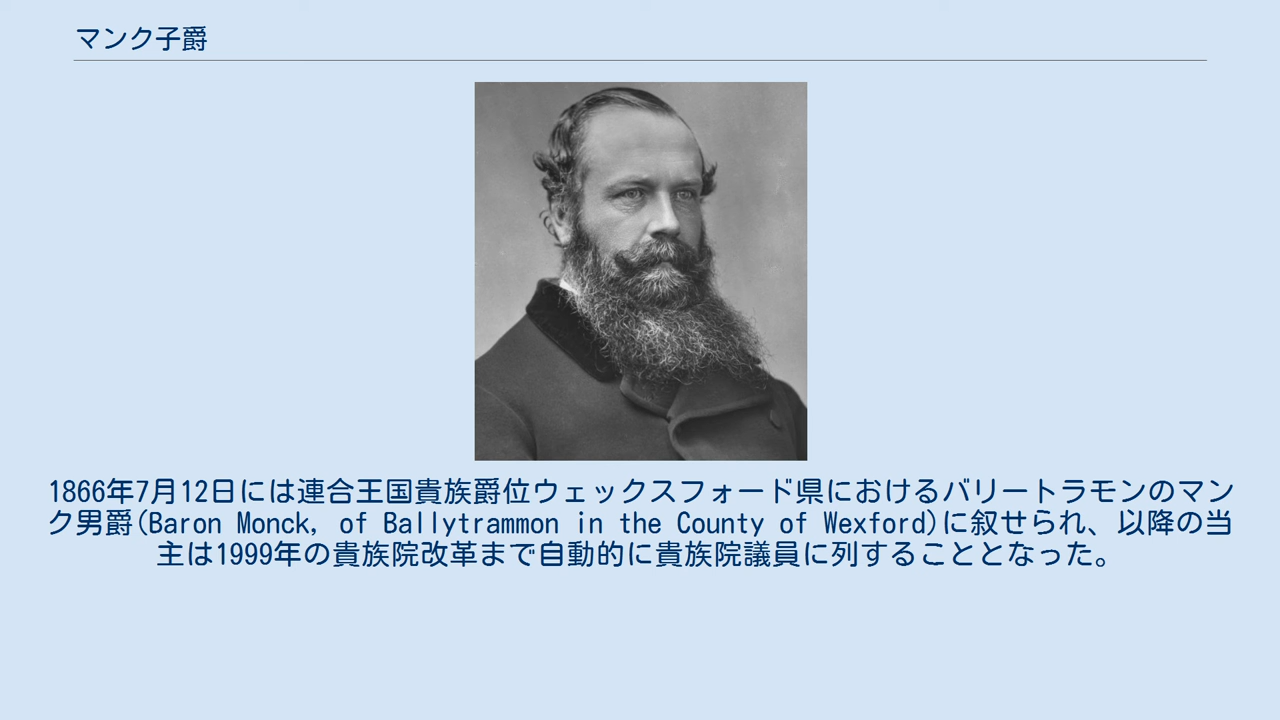 マンク子爵
1866年7月12日には連合王国貴族爵位ウェックスフォード県におけるバリートラモンのマン
ク男爵(Baron Monck, of Ballytrammon in the County of Wexford)に叙せられ、以降の当
主は1999年の貴族院改革まで自動的に貴族院議員に列することとなった。